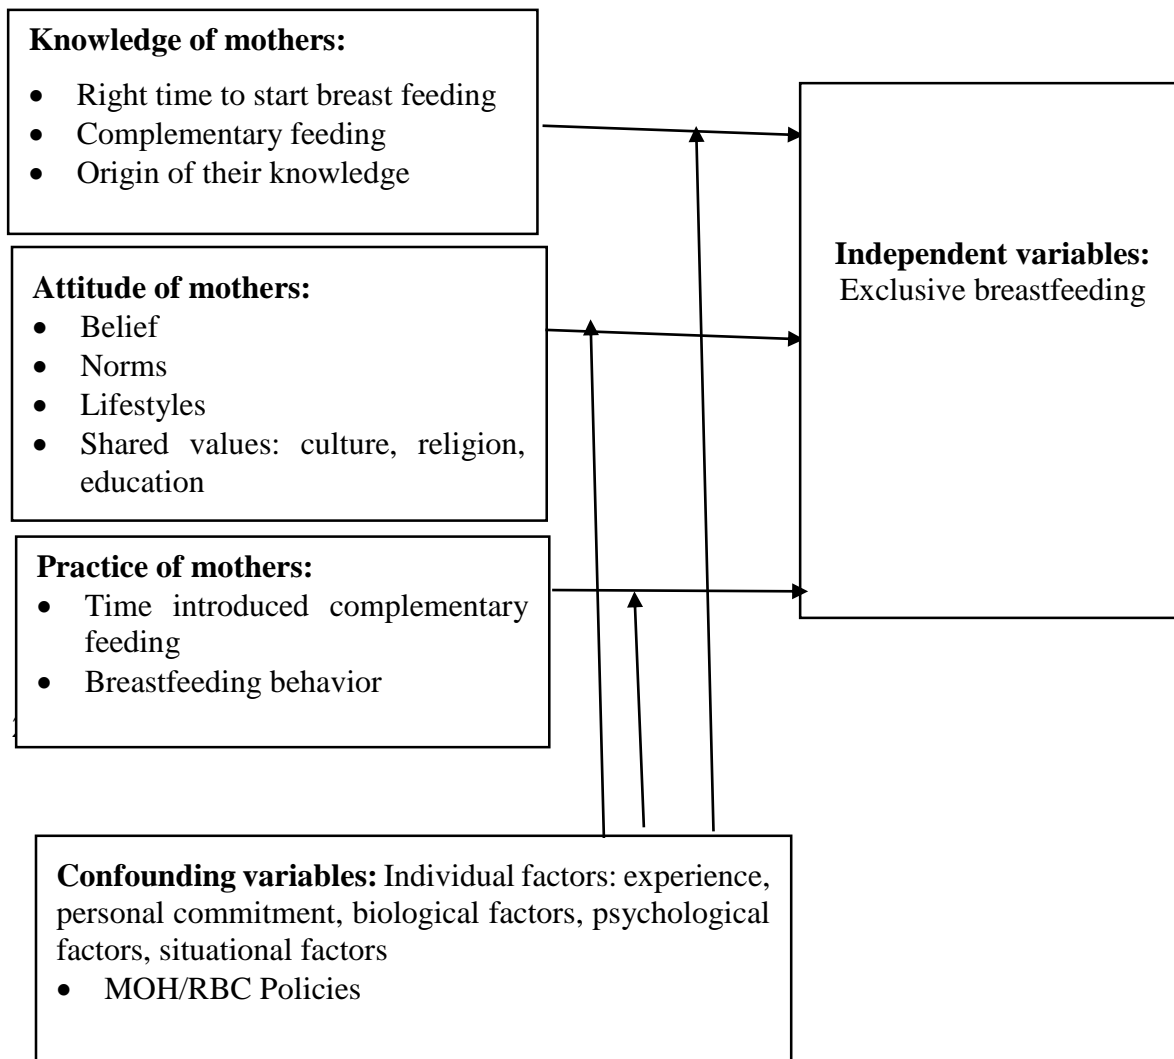 Knowledge of mothers:
• Right time to start breast feeding
• Complementary feeding
• Origin of their knowledge
Attitude of mothers:
• Belief
• Norms
• Lifestyles
• Shared values: culture, religion,
education
Practice of mothers:
• Time introduced complementary
feeding
• Breastfeeding behavior
Independent variables:
Exclusive breastfeeding
Confounding variables: Individual factors: experience,
personal commitment, biological factors, psychological
factors, situational factors
• MOH/RBC Policies